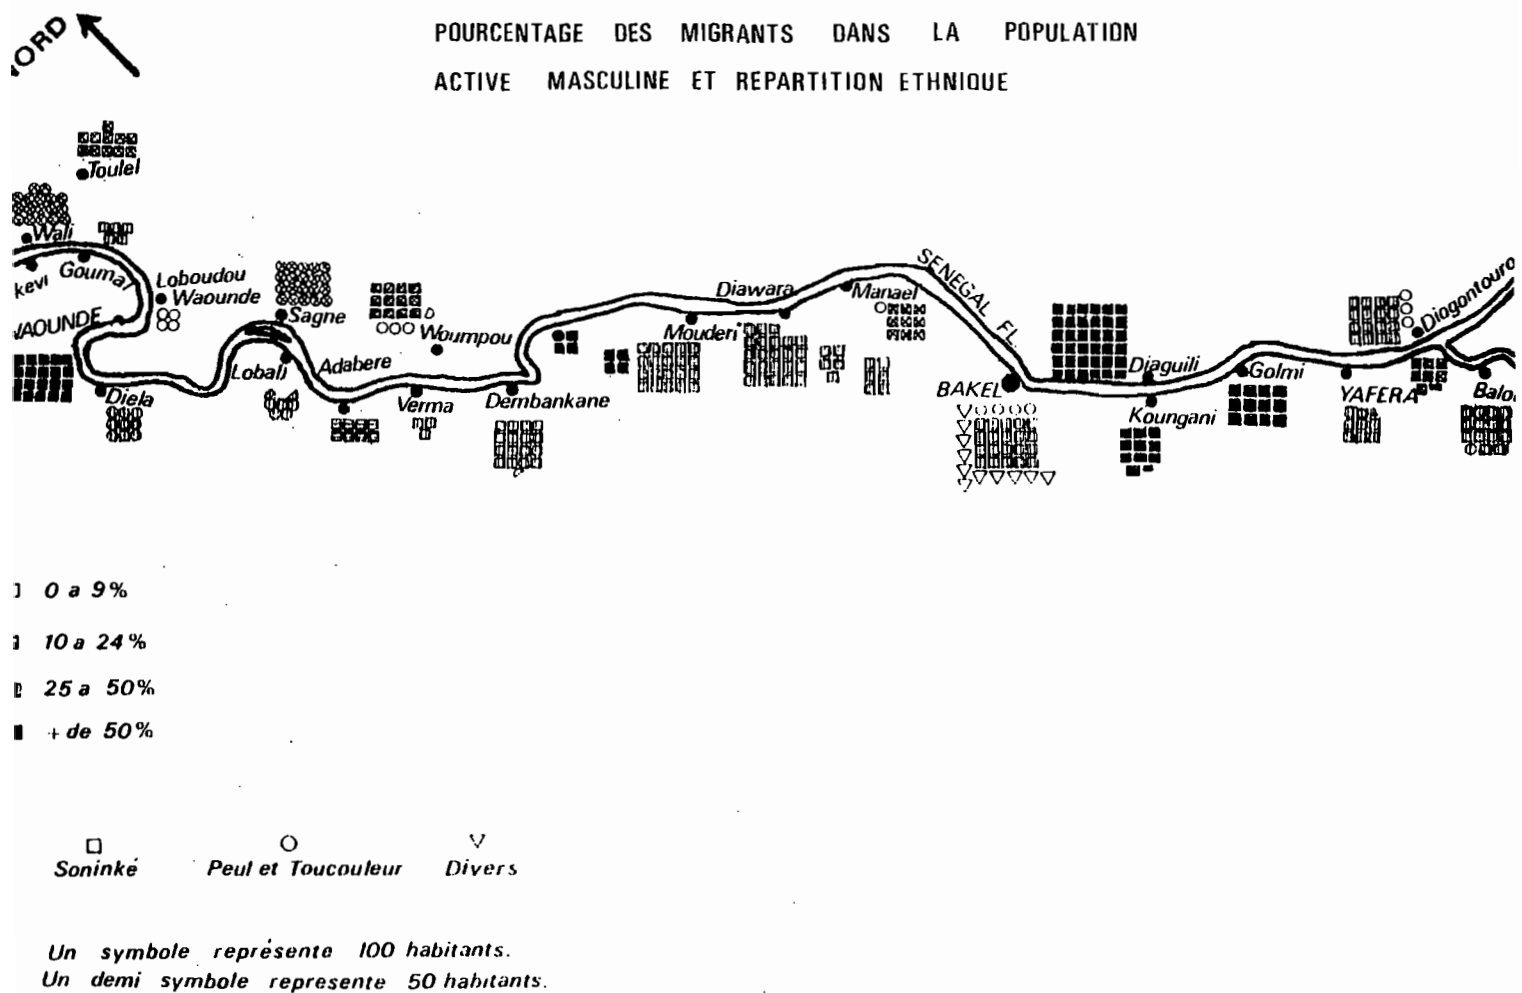 NORD
POURCENTAGE DES MIGRANTS DANS LA POPULATION
ACTIVE MASCULINE ET REPARTITION ETHNIQUE
Toulel
Wali
kevi
Goumal
Loboudou
Waounde
WAOUNDE
Sagne
Woumpou
Lobali
Adabere
Diela
Verma
Dembankane
Diawara
Mouderi
Manael
SENEGAL FL.
BAKEL
Diaguili
Koungani
Golmi
YAFERA
Diogontouro
Balou
0 a 9%
10 a 24%
25 a 50%
+ de 50%
Soninké Peul et Toucouleur Divers
Un symbole représente 100 habitants.
Un demi symbole represente 50 habitants.